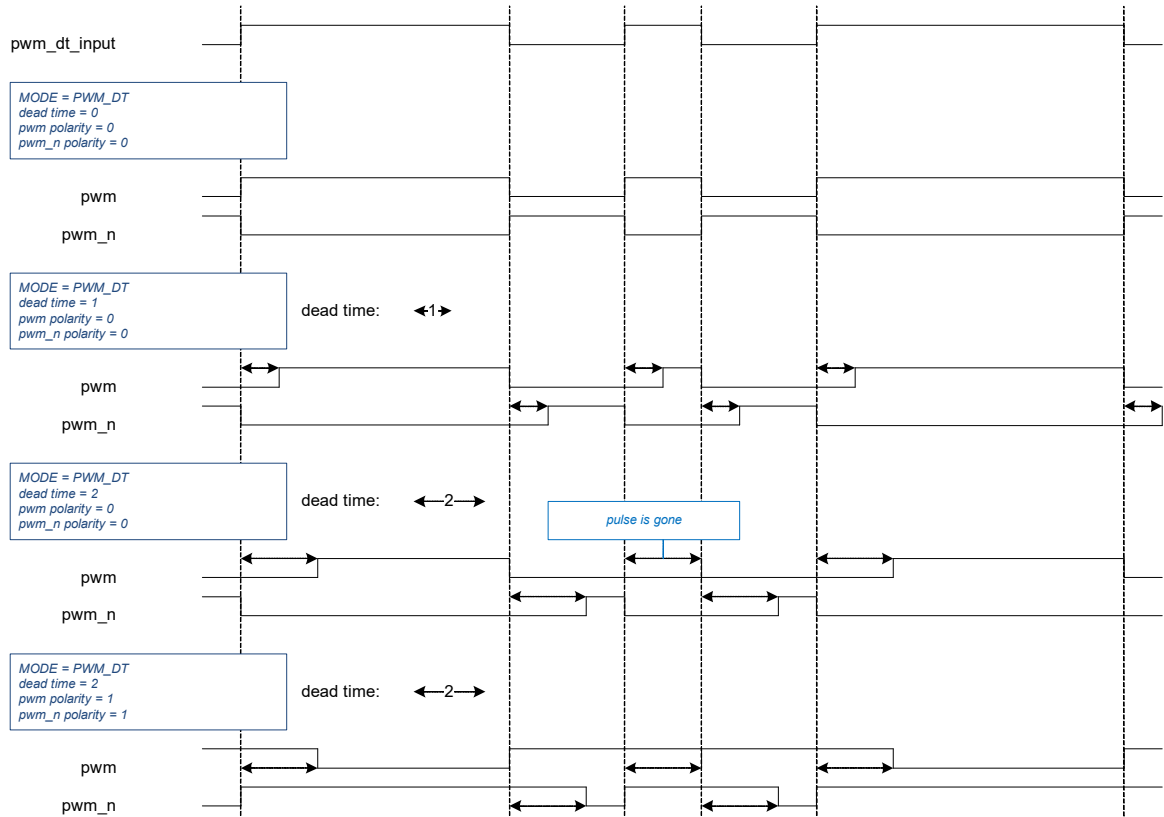 pwm_dt_input
MODE = PWM_DT
dead time = 0
pwm polarity = 0
pwm_n polarity = 0
pwm
pwm_n
MODE = PWM_DT
dead time = 1
pwm polarity = 0
pwm_n polarity = 0
dead time: 1
pwm
pwm_n
MODE = PWM_DT
dead time = 2
pwm polarity = 0
pwm_n polarity = 0
dead time: 2
pulse is gone
pwm
pwm_n
MODE = PWM_DT
dead time = 2
pwm polarity = 1
pwm_n polarity = 1
dead time: 2
pwm
pwm_n